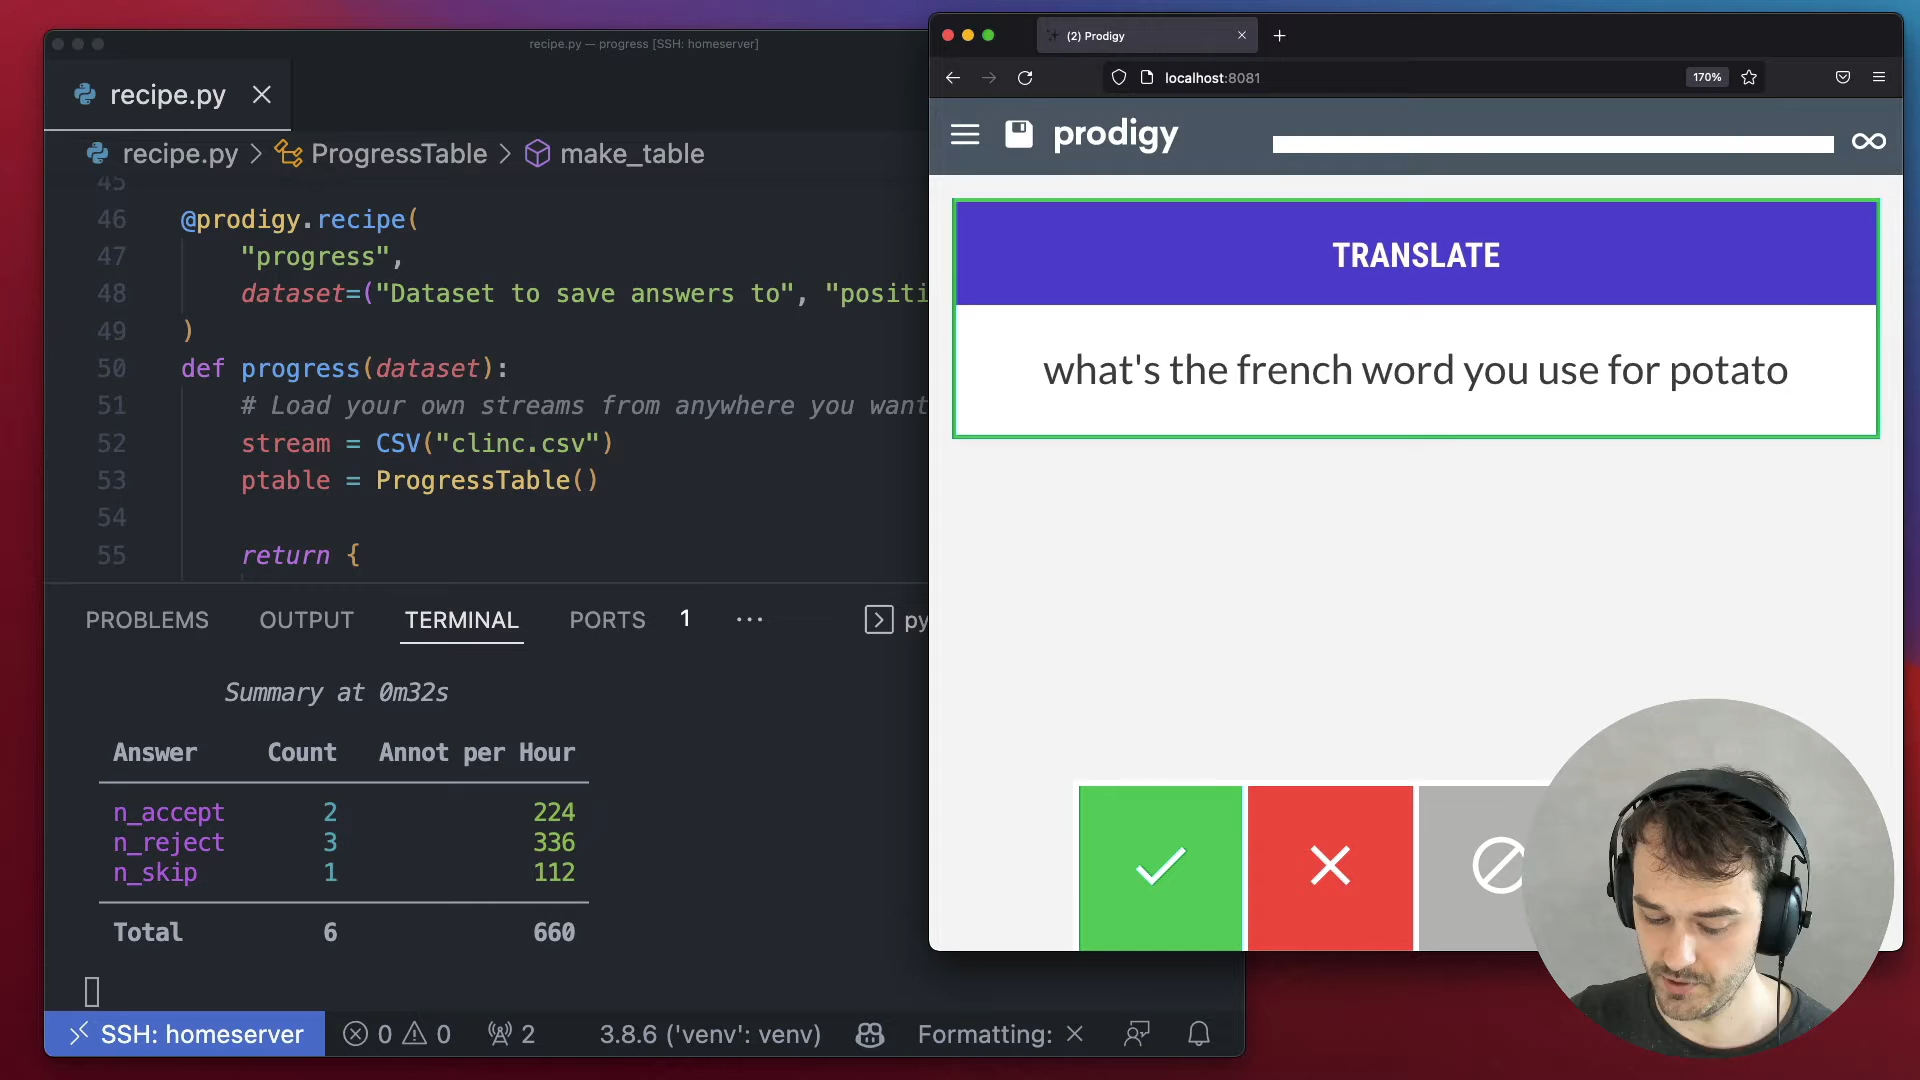 recipe.py — progress [SSH: homeserver]
recipe.py
recipe.py > ProgressTable > make_table
45
46 @prodigy.recipe(
47 "progress",
48 dataset=("Dataset to save answers to", "positi
49 )
50 def progress(dataset):
51 # Load your own streams from anywhere you want
52 stream = CSV("clinc.csv")
53 ptable = ProgressTable()
54
55 return {
PROBLEMS OUTPUT TERMINAL PORTS 1 ... py
Summary at 0m32s
Answer Count Annot per Hour
n_accept 2 224
n_reject 3 336
n_skip 1 112
Total 6 660
SSH: homeserver 0 0 2 3.8.6 ('venv': venv) Formatting: ×
(2) Prodigy
localhost:8081 170%
prodigy
TRANSLATE
what's the french word you use for potato